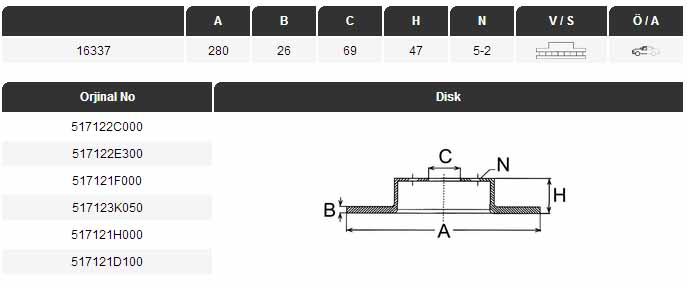 A B C H N V / S Ö / A
16337 280 26 69 47 5-2
Orjinal No Disk
517122C000
517122E300
517121F000
517123K050
517121H000
517121D100
C N
H
B
A